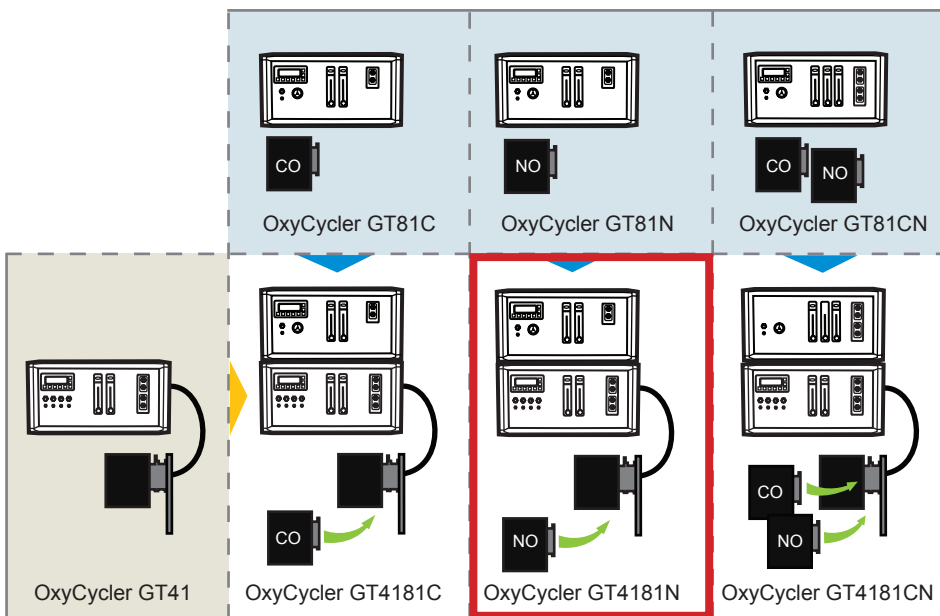 CO
NO
CO
NO
OxyCycler GT81C
OxyCycler GT81N
OxyCycler GT81CN
CO
NO
CO
NO
OxyCycler GT41
OxyCycler GT4181C
OxyCycler GT4181N
OxyCycler GT4181CN